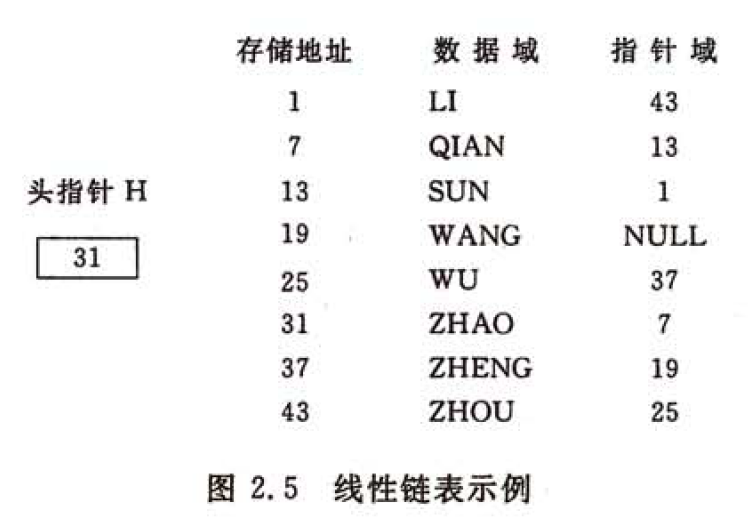 存储地址 数据域 指针域
1 LI 43
7 QIAN 13
头指针 H 13 SUN 1
19 WANG NULL
31
25 WU 37
31 ZHAO 7
37 ZHENG 19
43 ZHOU 25
图 2.5 线性链表示例